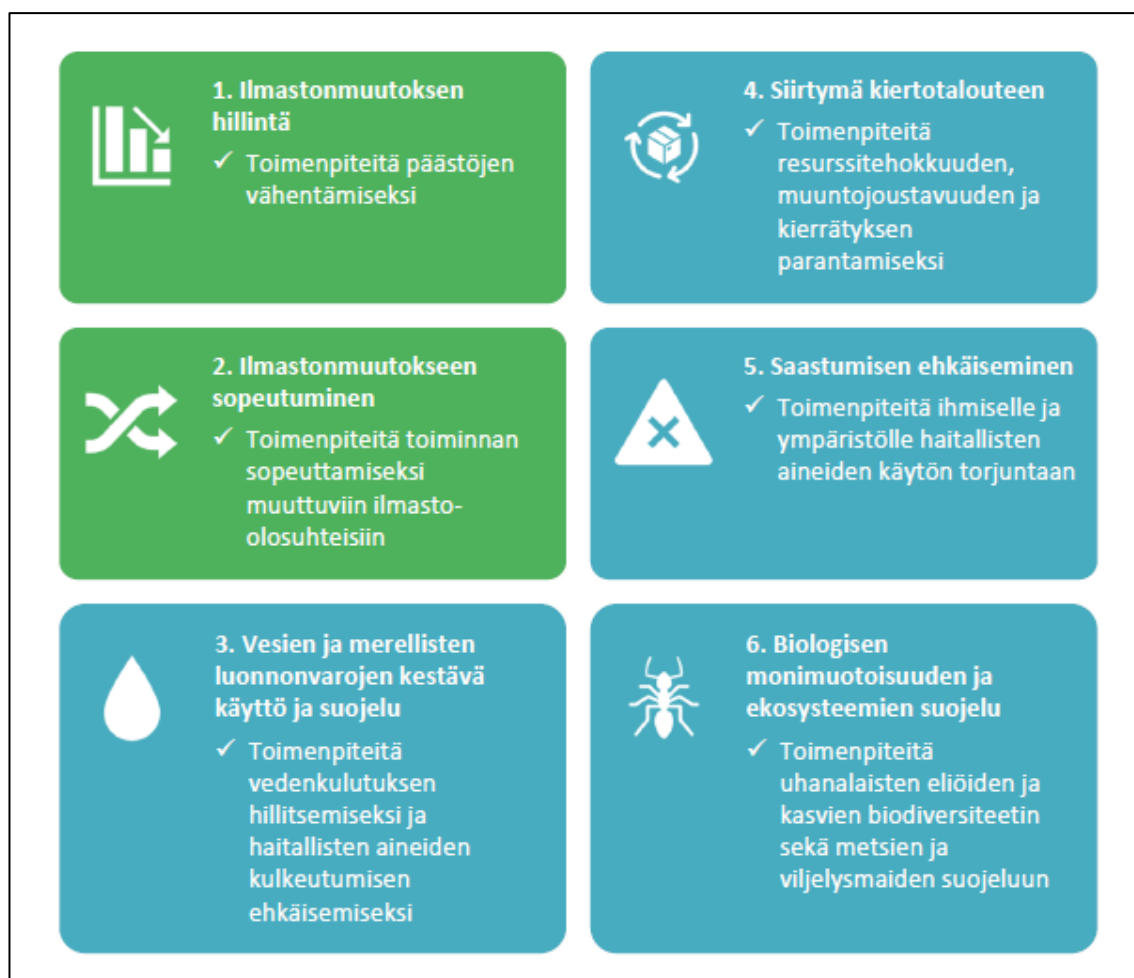 1. Ilmastonmuutoksen
hillintä
✓ Toimenpiteitä päästöjen
vähentämiseksi
2. Ilmastonmuutokseen
sopeutuminen
✓ Toimenpiteitä toiminnan
sopeuttamiseksi
muuttuviin ilmasto-
olosuhteisiin
3. Vesien ja merellisten
luonnonvarojen kestävä
käyttö ja suojelu
✓ Toimenpiteitä
vedenkulutuksen
hillitsemiseksi ja
haitallisten aineiden
kulkeutumisen
ehkäisemiseksi
4. Siirtymä kiertotalouteen
✓ Toimenpiteitä
resurssitehokkuuden,
muuntojoustavuuden ja
kierrätyksen
parantamiseksi
5. Saastumisen ehkäiseminen
✓ Toimenpiteitä ihmiselle ja
ympäristölle haitallisten
aineiden käytön torjuntaan
6. Biologisen
monimuotoisuuden ja
ekosysteemien suojelu
✓ Toimenpiteitä
uhanalaisten eliöiden ja
kasvien biodiversiteetin
sekä metsien ja
viljelysmaiden suojeluun